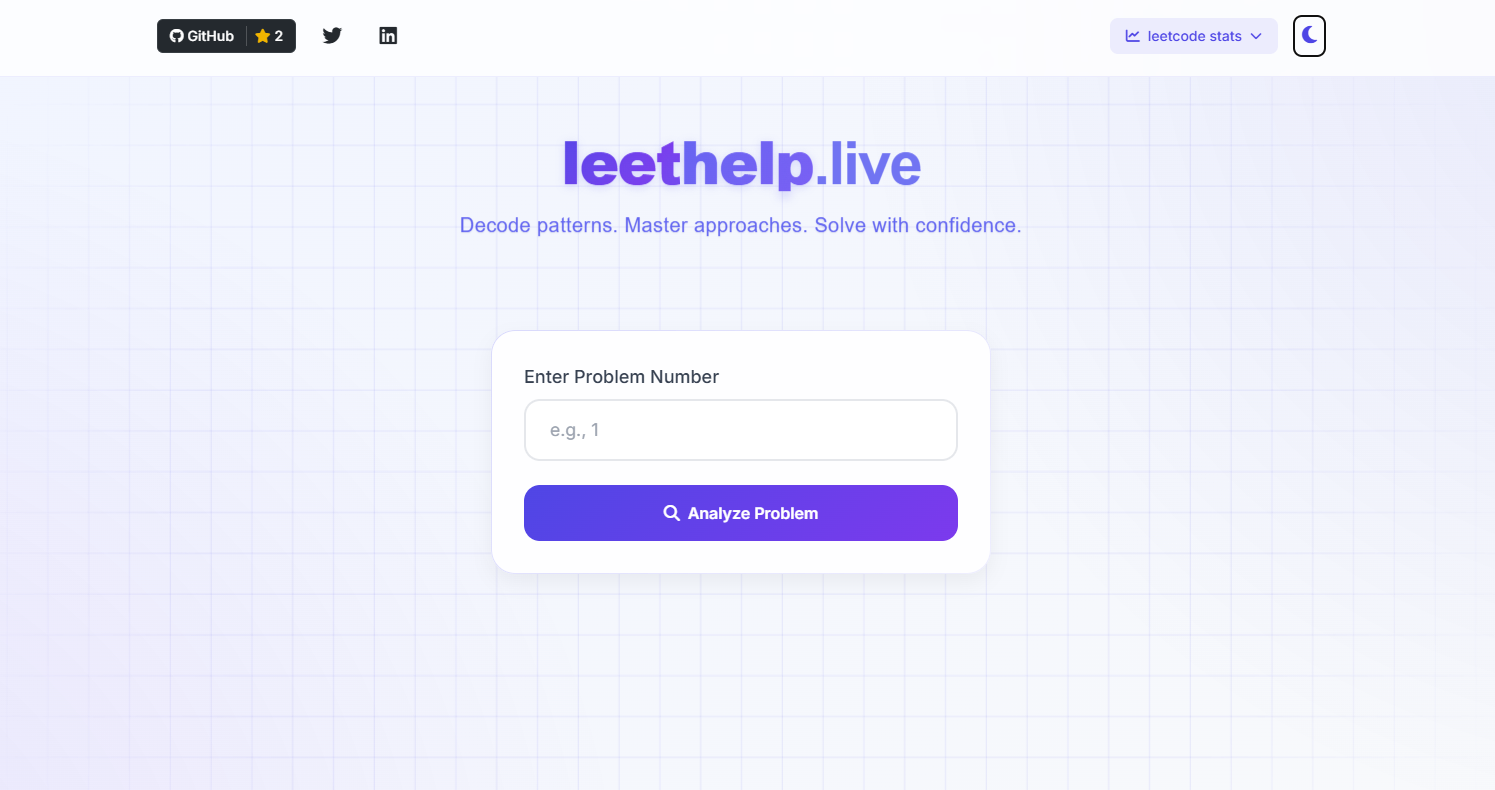 GitHub 2
leetcode stats
leethelp.live
Decode patterns. Master approaches. Solve with confidence.
Enter Problem Number
e.g., 1
Analyze Problem